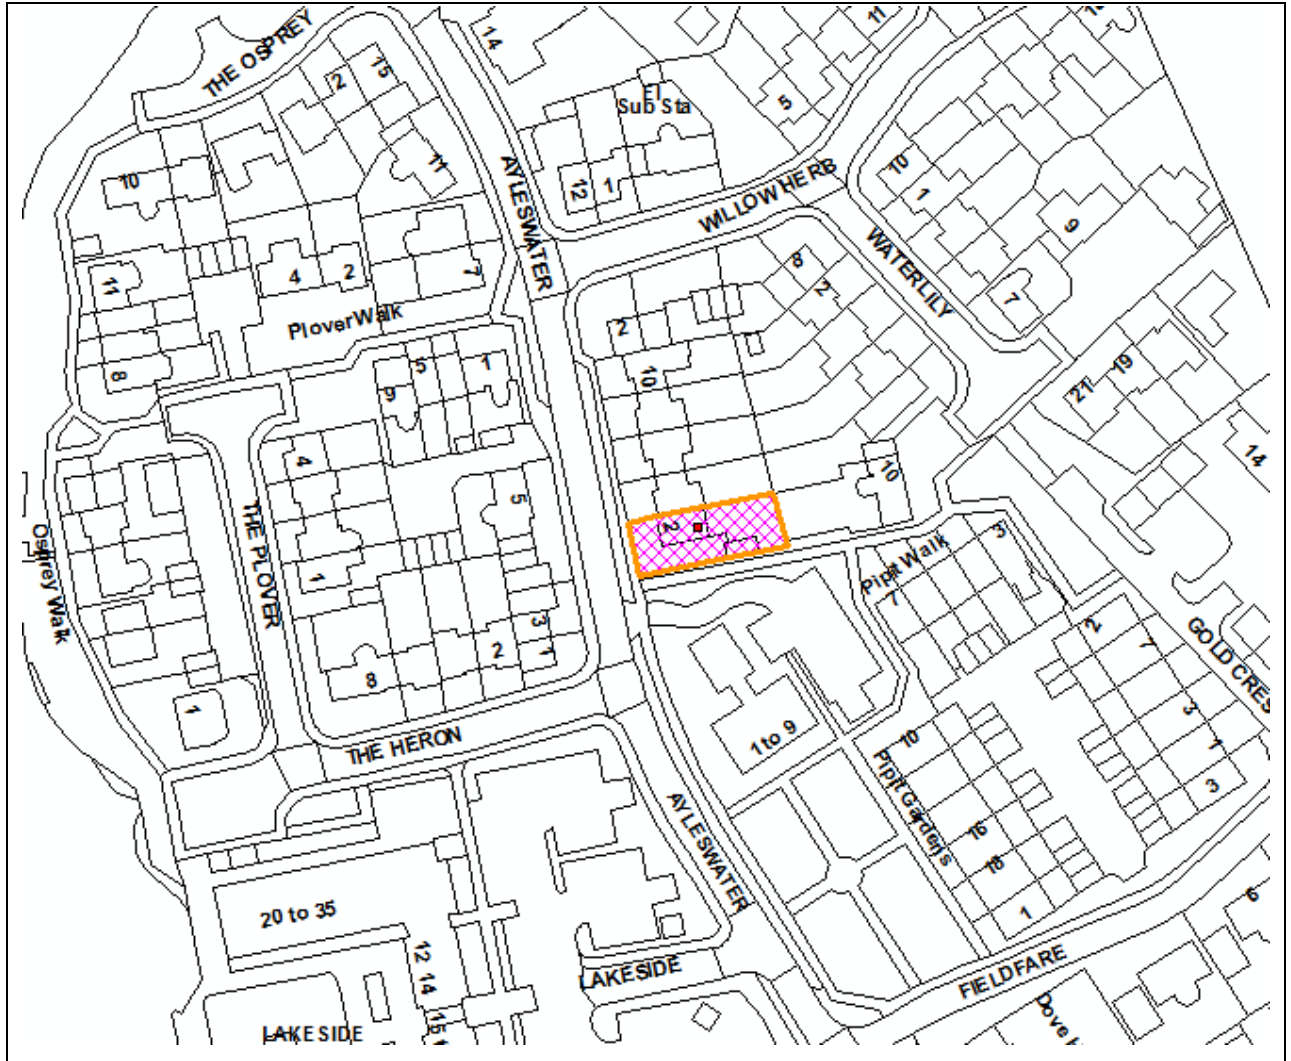 THE OSPREY
14
11
2
15
El
Sub Sta
5
11
10
12
1
AYLESWATER
WILLOWHERB
10
1
9
WATERLILY
7
11
4
2
7
Plover Walk
8
2
8
2
10
5
1
9
21
19
14
4
5
10
2
THE PLOVER
1
Osprey Walk
3
1
2
8
1
Pipit Walk
3
7
2
7
GOLDCRES
3
1
3
THE HERON
1 to 9
10
Pipit Gardens
16
18
1
AYLESWATER
20 to 35
12
14
15
LAKESIDE
LAKESIDE
FIELDFARE
6
Dove